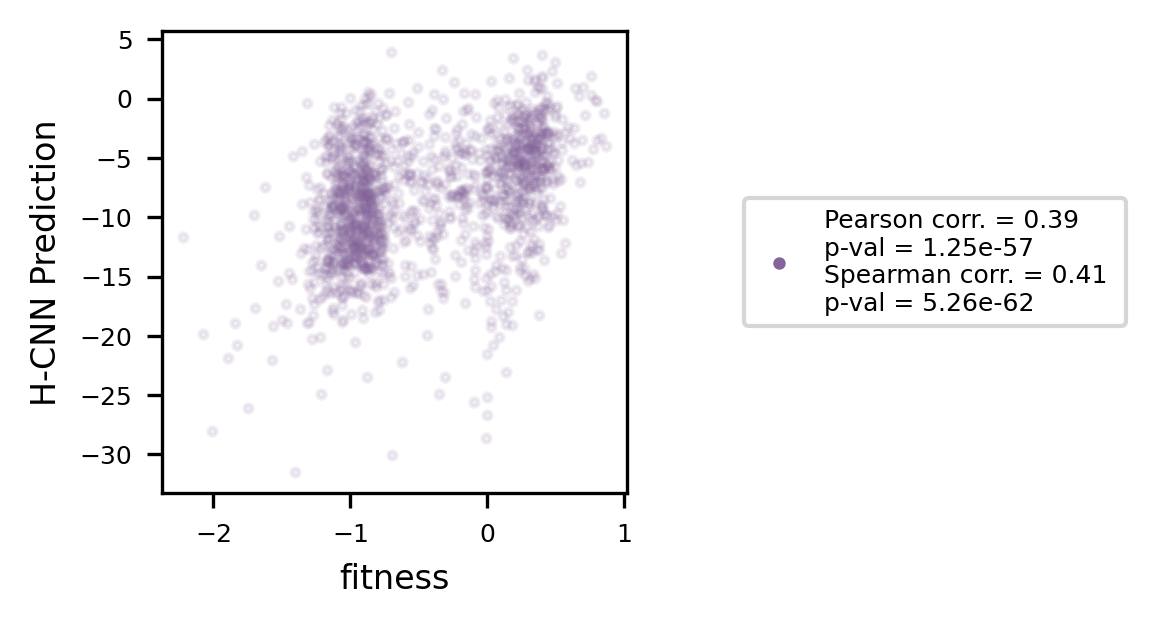 5
0
−5
−10
−15
−20
−25
−30
H-CNN Prediction
−2
−1
0
1
fitness
Pearson corr. = 0.39
p-val = 1.25e-57
Spearman corr. = 0.41
p-val = 5.26e-62